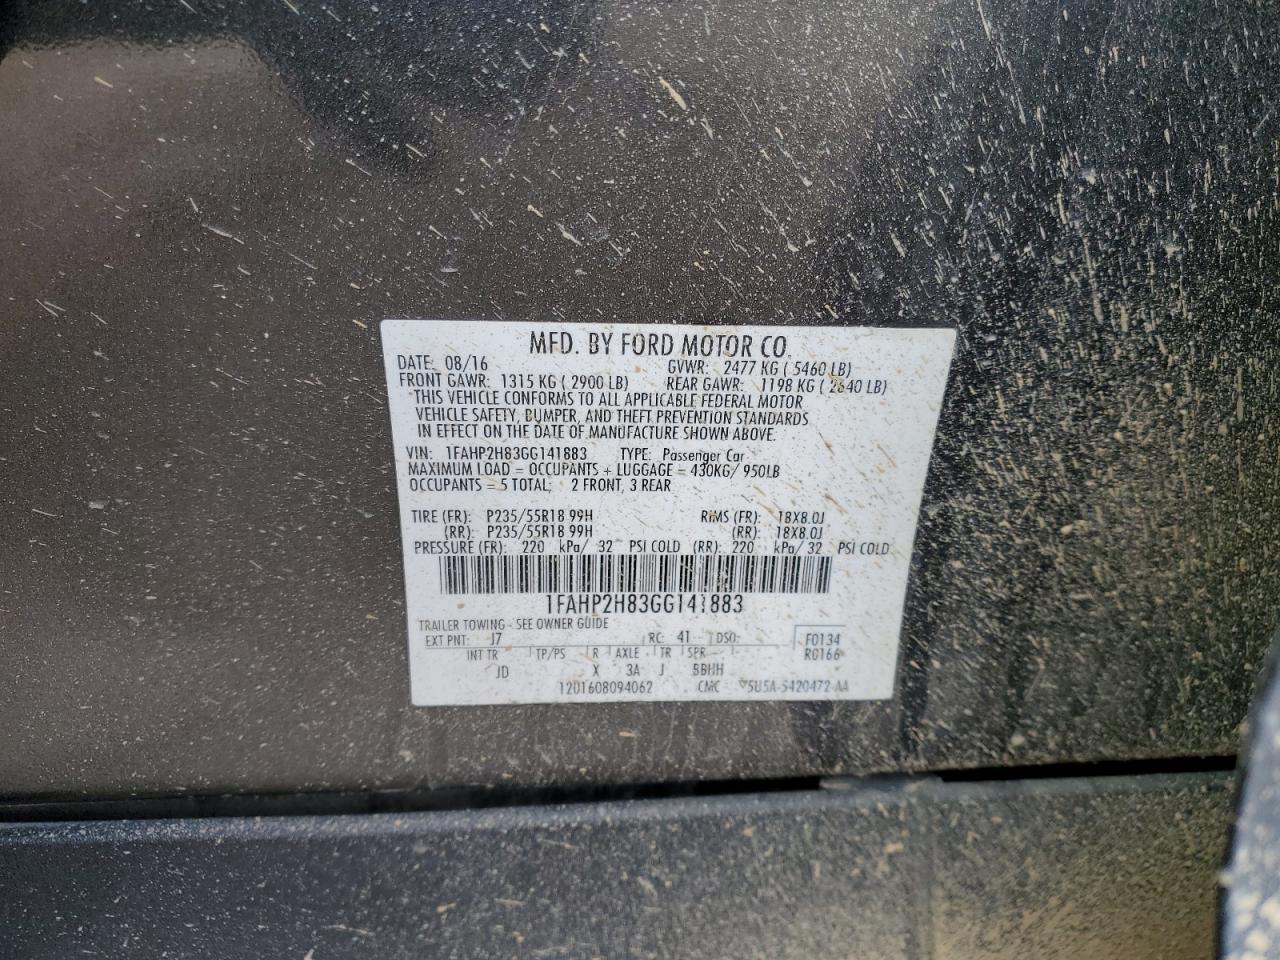 MFD. BY FORD MOTOR CO.
DATE: 08/16 GVWR: 2477 KG ( 5460 LB)
FRONT GAWR: 1315 KG ( 2900 LB) REAR GAWR: 1198 KG ( 2640 LB)
THIS VEHICLE CONFORMS TO ALL APPLICABLE FEDERAL MOTOR
VEHICLE SAFETY, BUMPER, AND THEFT PREVENTION STANDARDS
IN EFFECT ON THE DATE OF MANUFACTURE SHOWN ABOVE.
VIN: 1FAHP2H83GG141883 TYPE: Passenger Car
MAXIMUM LOAD = OCCUPANTS + LUGGAGE = 430KG/ 950LB
OCCUPANTS = 5 TOTAL; 2 FRONT, 3 REAR
TIRE (FR): P235/55R18 99H RIMS (FR): 18X8.0J
(RR): P235/55R18 99H (RR): 18X8.0J
PRESSURE (FR): 220 kPa/ 32 PSI COLD (RR): 220 kPa/ 32 PSI COLD
1FAHP2H83GG141883
TRAILER TOWING - SEE OWNER GUIDE
EXT PNT: J7 RC: 41 DSO: F0134
INT TR TP/PS R AXLE TR SPR R0166
JD X 3A J BBHH
12U1608094062 CMC 5U5A-5420472-AA